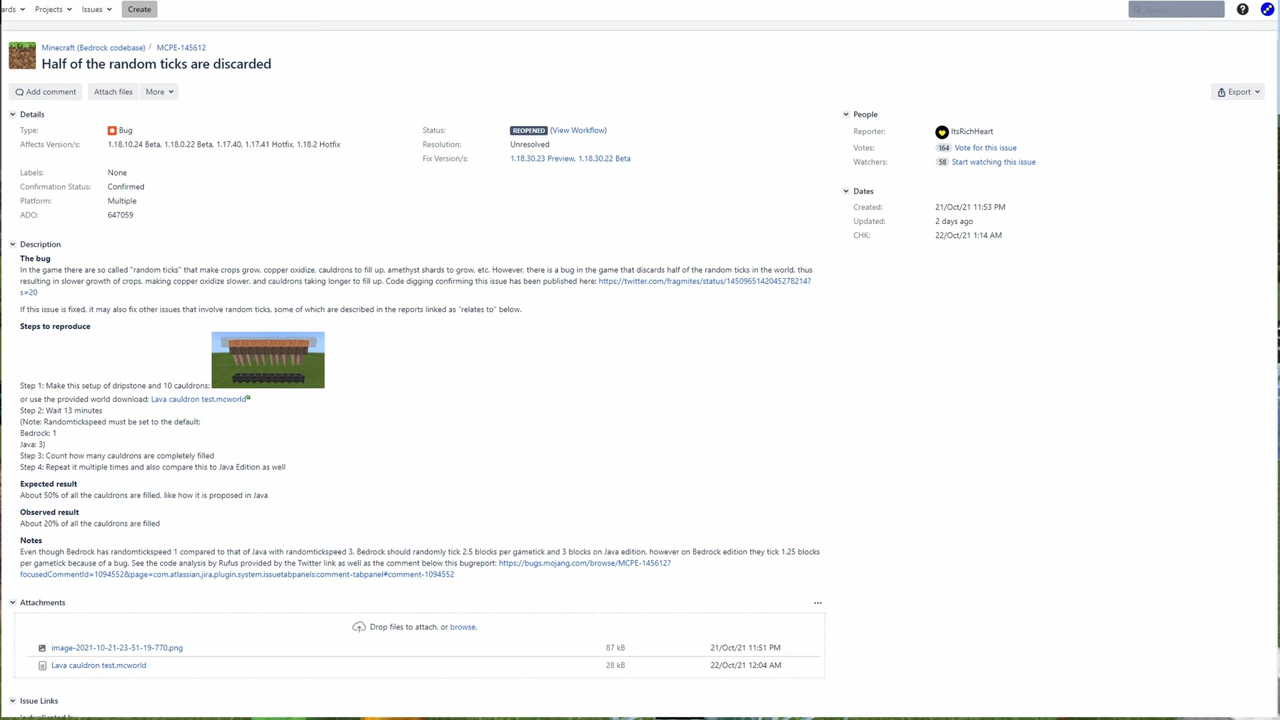 ards Projects Issues Create
Minecraft (Bedrock codebase) / MCPE-145612
Half of the random ticks are discarded
Add comment Attach files More Export
Details
Type: Bug
Affects Version/s: 1.18.10.24 Beta, 1.18.0.22 Beta, 1.17.40, 1.17.41 Hotfix, 1.18.2 Hotfix
Labels: None
Confirmation Status: Confirmed
Platform: Multiple
ADO: 647059
Status: REOPENED (View Workflow)
Resolution: Unresolved
Fix Version/s: 1.18.30.23 Preview, 1.18.30.22 Beta
People
Reporter: ItsRichHeart
Votes: 164 Vote for this issue
Watchers: 58 Start watching this issue
Dates
Created: 21/Oct/21 11:53 PM
Updated: 2 days ago
CHK: 22/Oct/21 1:14 AM
Description
The bug
In the game there are so called "random ticks" that make crops grow, copper oxidize, cauldrons to fill up, amethyst shards to grow, etc. However, there is a bug in the game that discards half of the random ticks in the world, thus
resulting in slower growth of crops, making copper oxidize slower, and cauldrons taking longer to fill up. Code digging confirming this issue has been published here: https://twitter.com/fragmites/status/1450965142045278214?
s=20
If this issue is fixed, it may also fix other issues that involve random ticks, some of which are described in the reports linked as "relates to" below.
Steps to reproduce
Step 1: Make this setup of dripstone and 10 cauldrons:
or use the provided world download: Lava cauldron test.mcworld
Step 2: Wait 13 minutes
(Note: Randomtickspeed must be set to the default:
Bedrock: 1
Java: 3)
Step 3: Count how many cauldrons are completely filled
Step 4: Repeat it multiple times and also compare this to Java Edition as well
Expected result
About 50% of all the cauldrons are filled, like how it is proposed in Java
Observed result
About 20% of all the cauldrons are filled
Notes
Even though Bedrock has randomtickspeed 1 compared to that of Java with randomtickspeed 3, Bedrock should randomly tick 2.5 blocks per gametick and 3 blocks on Java edition, however on Bedrock edition they tick 1.25 blocks
per gametick because of a bug. See the code analysis by Rufus provided by the Twitter link as well as the comment below this bugreport: https://bugs.mojang.com/browse/MCPE-145612?
focusedCommentId=1094552&page=com.atlassian.jira.plugin.system.issuetabpanels:comment-tabpanel#comment-1094552
Attachments
Drop files to attach, or browse.
image-2021-10-21-23-51-19-770.png 87 kB 21/Oct/21 11:51 PM
Lava cauldron test.mcworld 28 kB 22/Oct/21 12:04 AM
Issue Links